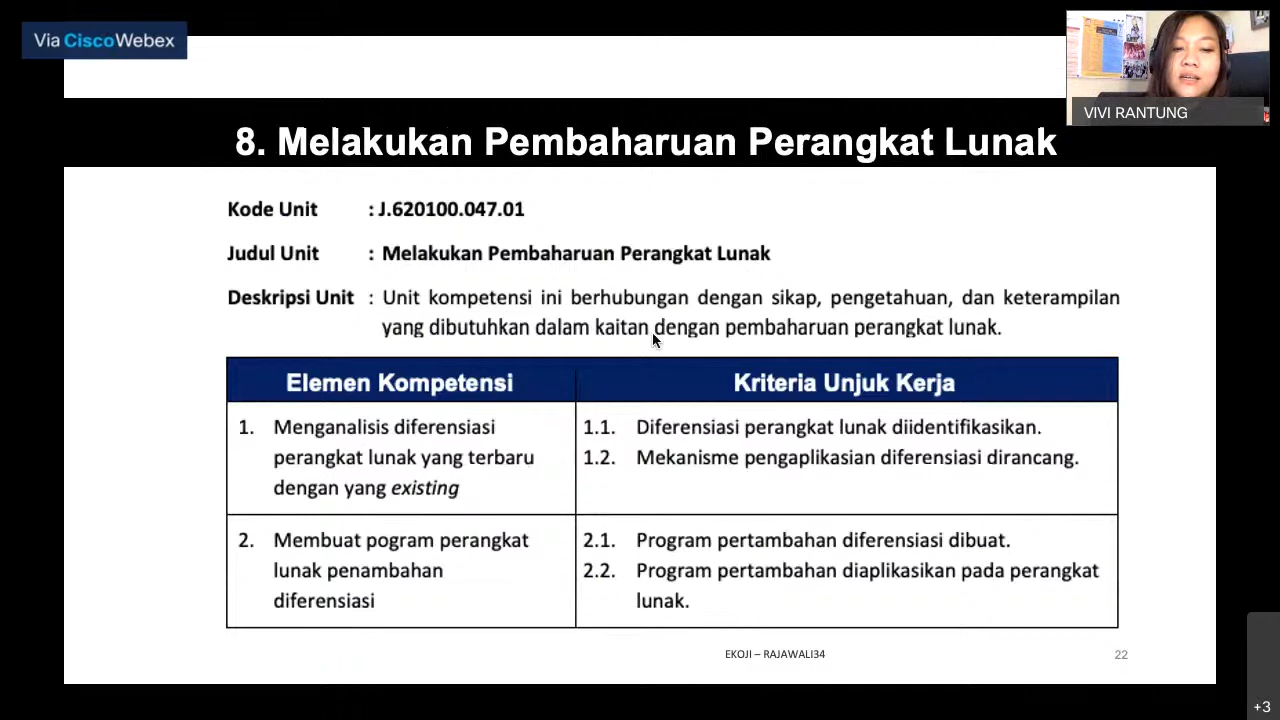 Via CiscoWebex
VIVI RANTUNG
8. Melakukan Pembaharuan Perangkat Lunak
Kode Unit : J.620100.047.01
Judul Unit : Melakukan Pembaharuan Perangkat Lunak
Deskripsi Unit : Unit kompetensi ini berhubungan dengan sikap, pengetahuan, dan keterampilan
yang dibutuhkan dalam kaitan dengan pembaharuan perangkat lunak.
Elemen Kompetensi
Kriteria Unjuk Kerja
1. Menganalisis diferensiasi
perangkat lunak yang terbaru
dengan yang existing
1.1. Diferensiasi perangkat lunak diidentifikasikan.
1.2. Mekanisme pengaplikasian diferensiasi dirancang.
2. Membuat pogram perangkat
lunak penambahan
diferensiasi
2.1. Program pertambahan diferensiasi dibuat.
2.2. Program pertambahan diaplikasikan pada perangkat
lunak.
EKOJI – RAJAWALI34
22
+3